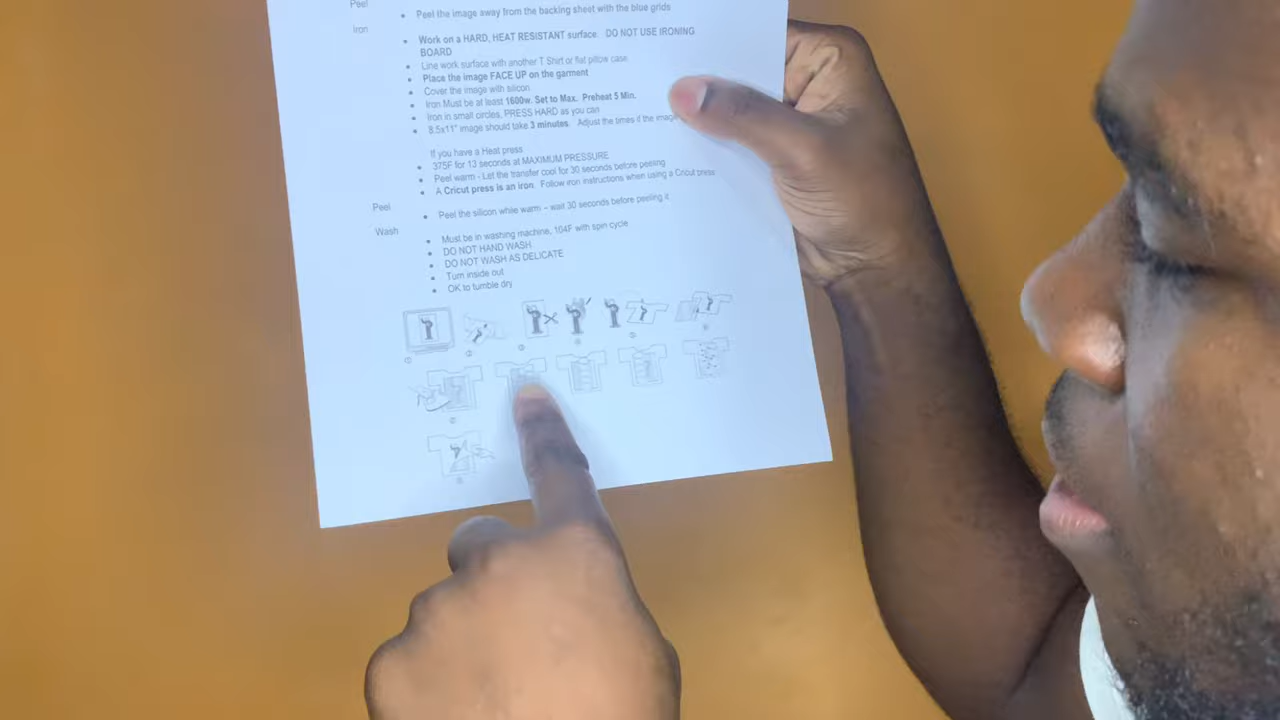 Peel
Peel the image away from the backing sheet with the blue grids
Iron
Work on a HARD, HEAT RESISTANT surface. DO NOT USE IRONING
BOARD
Line work surface with another T Shirt or flat pillow case
Place the image FACE UP on the garment
Cover the image with silicon
Iron Must be at least 1600w. Set to Max. Preheat 5 Min.
Iron in small circles, PRESS HARD as you can
8.5x11" image should take 3 minutes. Adjust the times if the image
If you have a Heat press
375F for 13 seconds at MAXIMUM PRESSURE
Peel warm - Let the transfer cool for 30 seconds before peeling
A Cricut press is an iron. Follow iron instructions when using a Cricut press
Peel
Peel the silicon while warm – wait 30 seconds before peeling it
Wash
Must be in washing machine, 104F with spin cycle
DO NOT HAND WASH.
DO NOT WASH AS DELICATE
Turn inside out
OK to tumble dry